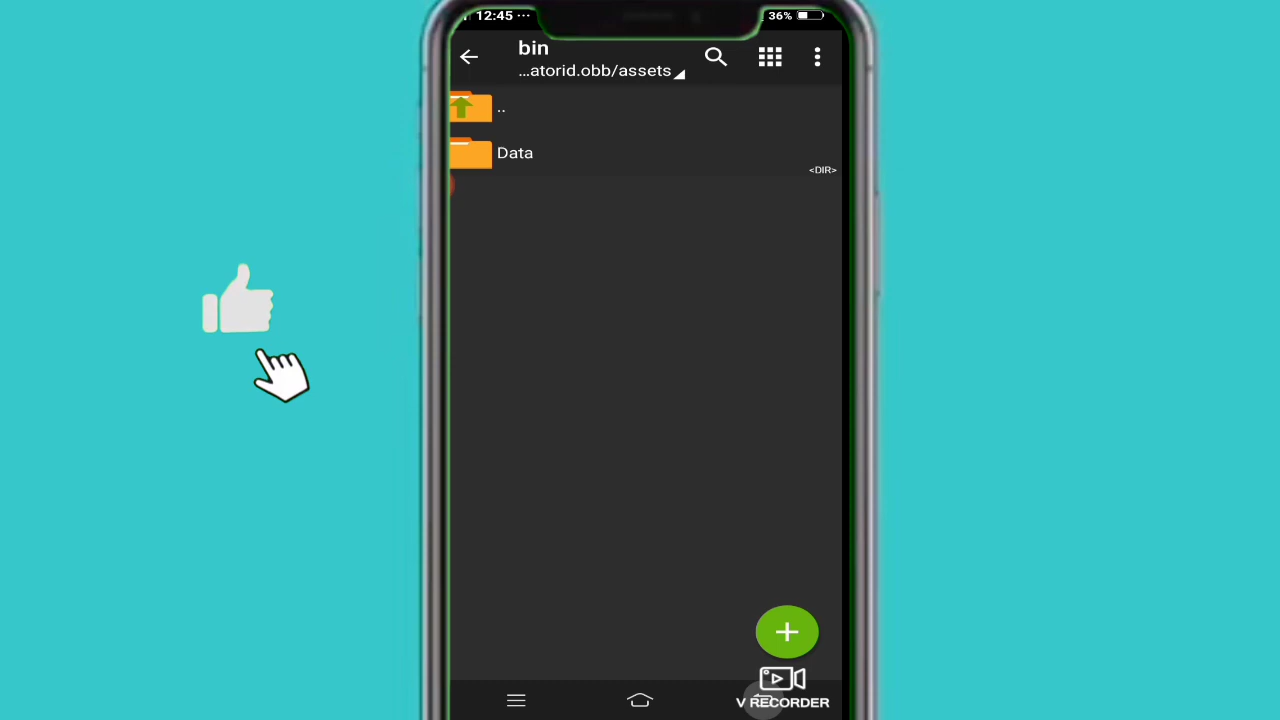 12:45 ...
36%
bin
...atorid.obb/assets
..
Data
<DIR>
V RECORDER